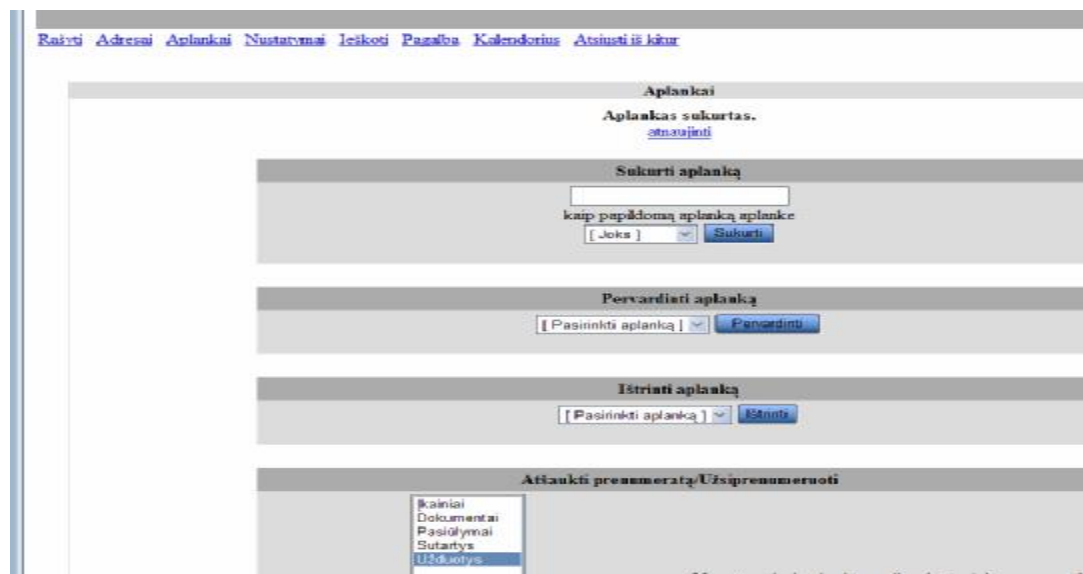 Rašyti Adresai Aplankai Nustatymai Ieškoti Pagalba Kalendorius Atsiusti iš kitur
Aplankai
Aplankas sukurtas.
atnaujinti
Sukurti aplanką
kaip papildomą aplanką aplanke
[ Joks ] Sukurti
Pervardinti aplanką
[ Pasirinkti aplanką ] Pervardinti
Ištrinti aplanką
[ Pasirinkti aplanką ] Ištrinti
Atšaukti prenumeratą/Užsiprenumeruoti
Įkainiai
Dokumentai
Pasiūlymai
Sutartys
Užduotys